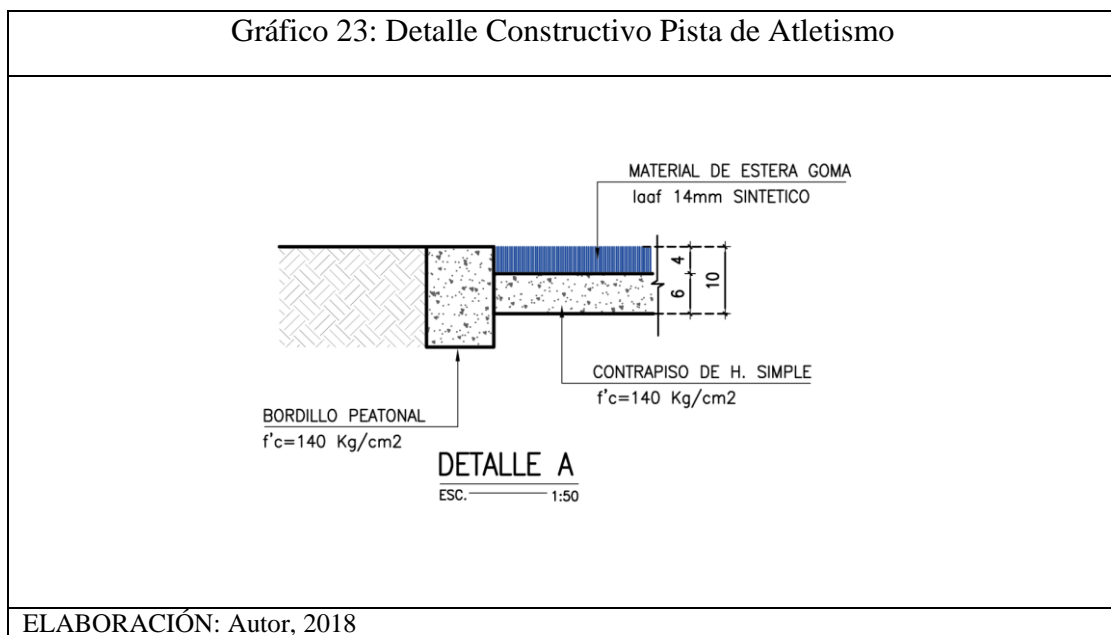 Gráfico 23: Detalle Constructivo Pista de Atletismo
MATERIAL DE ESTERA GOMA
Iaaf 14mm SINTETICO
4
6
10
CONTRAPISO DE H. SIMPLE
f'c=140 Kg/cm2
BORDILLO PEATONAL
f'c=140 Kg/cm2
DETALLE A
ESC. 1:50
ELABORACIÓN: Autor, 2018